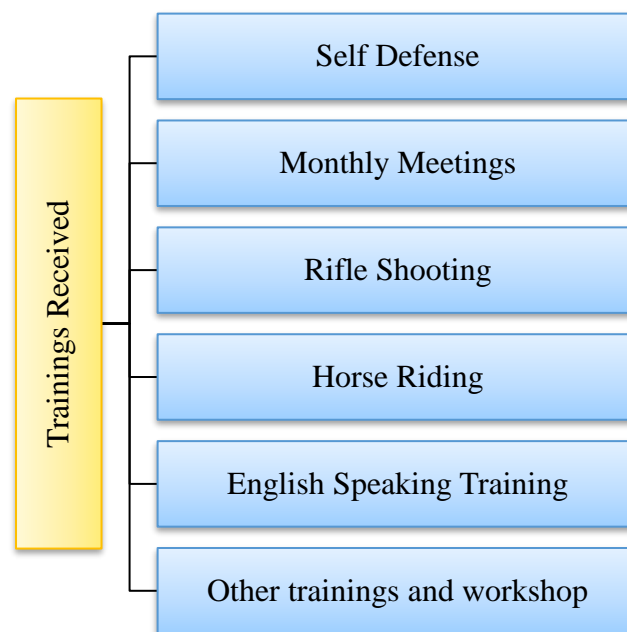 Trainings Received
Self Defense
Monthly Meetings
Rifle Shooting
Horse Riding
English Speaking Training
Other trainings and workshop